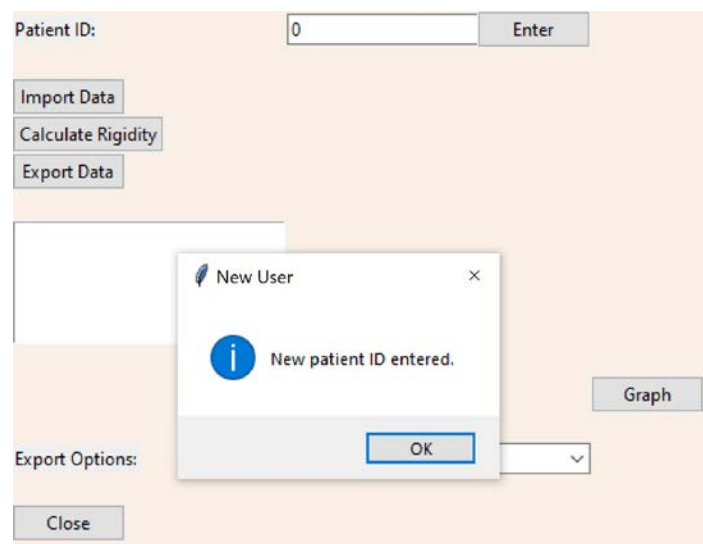 Patient ID: 0 Enter
Import Data
Calculate Rigidity
Export Data
New User
New patient ID entered.
Graph
OK
Export Options:
Close